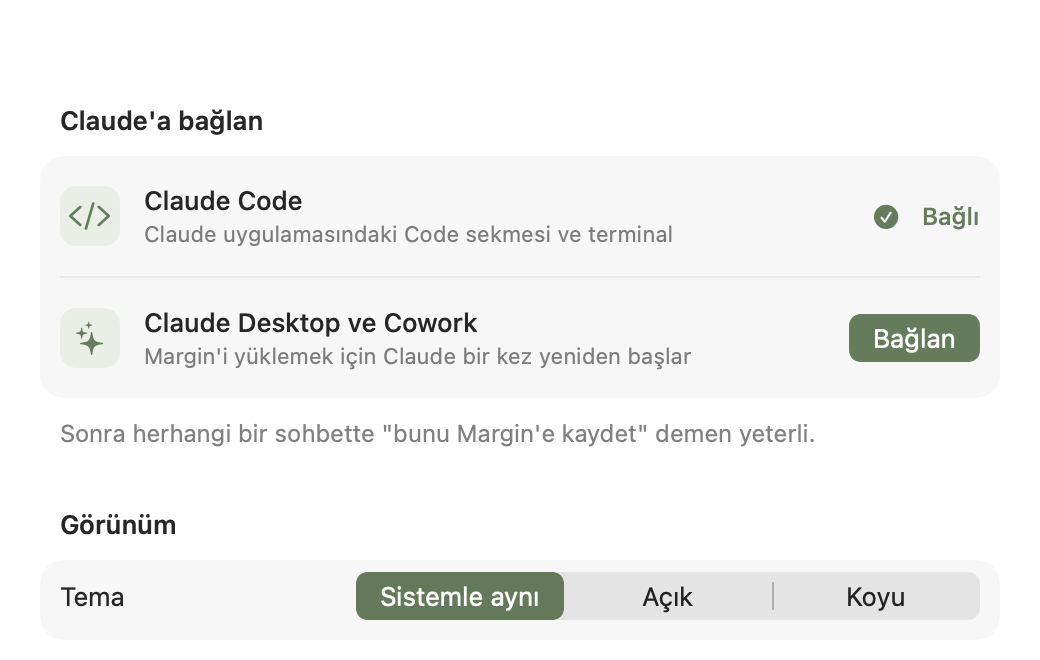 Claude'a bağlan
</>
Claude Code
Claude uygulamasındaki Code sekmesi ve terminal
Bağlı
Claude Desktop ve Cowork
Margin'i yüklemek için Claude bir kez yeniden başlar
Bağlan
Sonra herhangi bir sohbette "bunu Margin'e kaydet" demen yeterli.
Görünüm
Tema
Sistemle aynı
Açık
Koyu